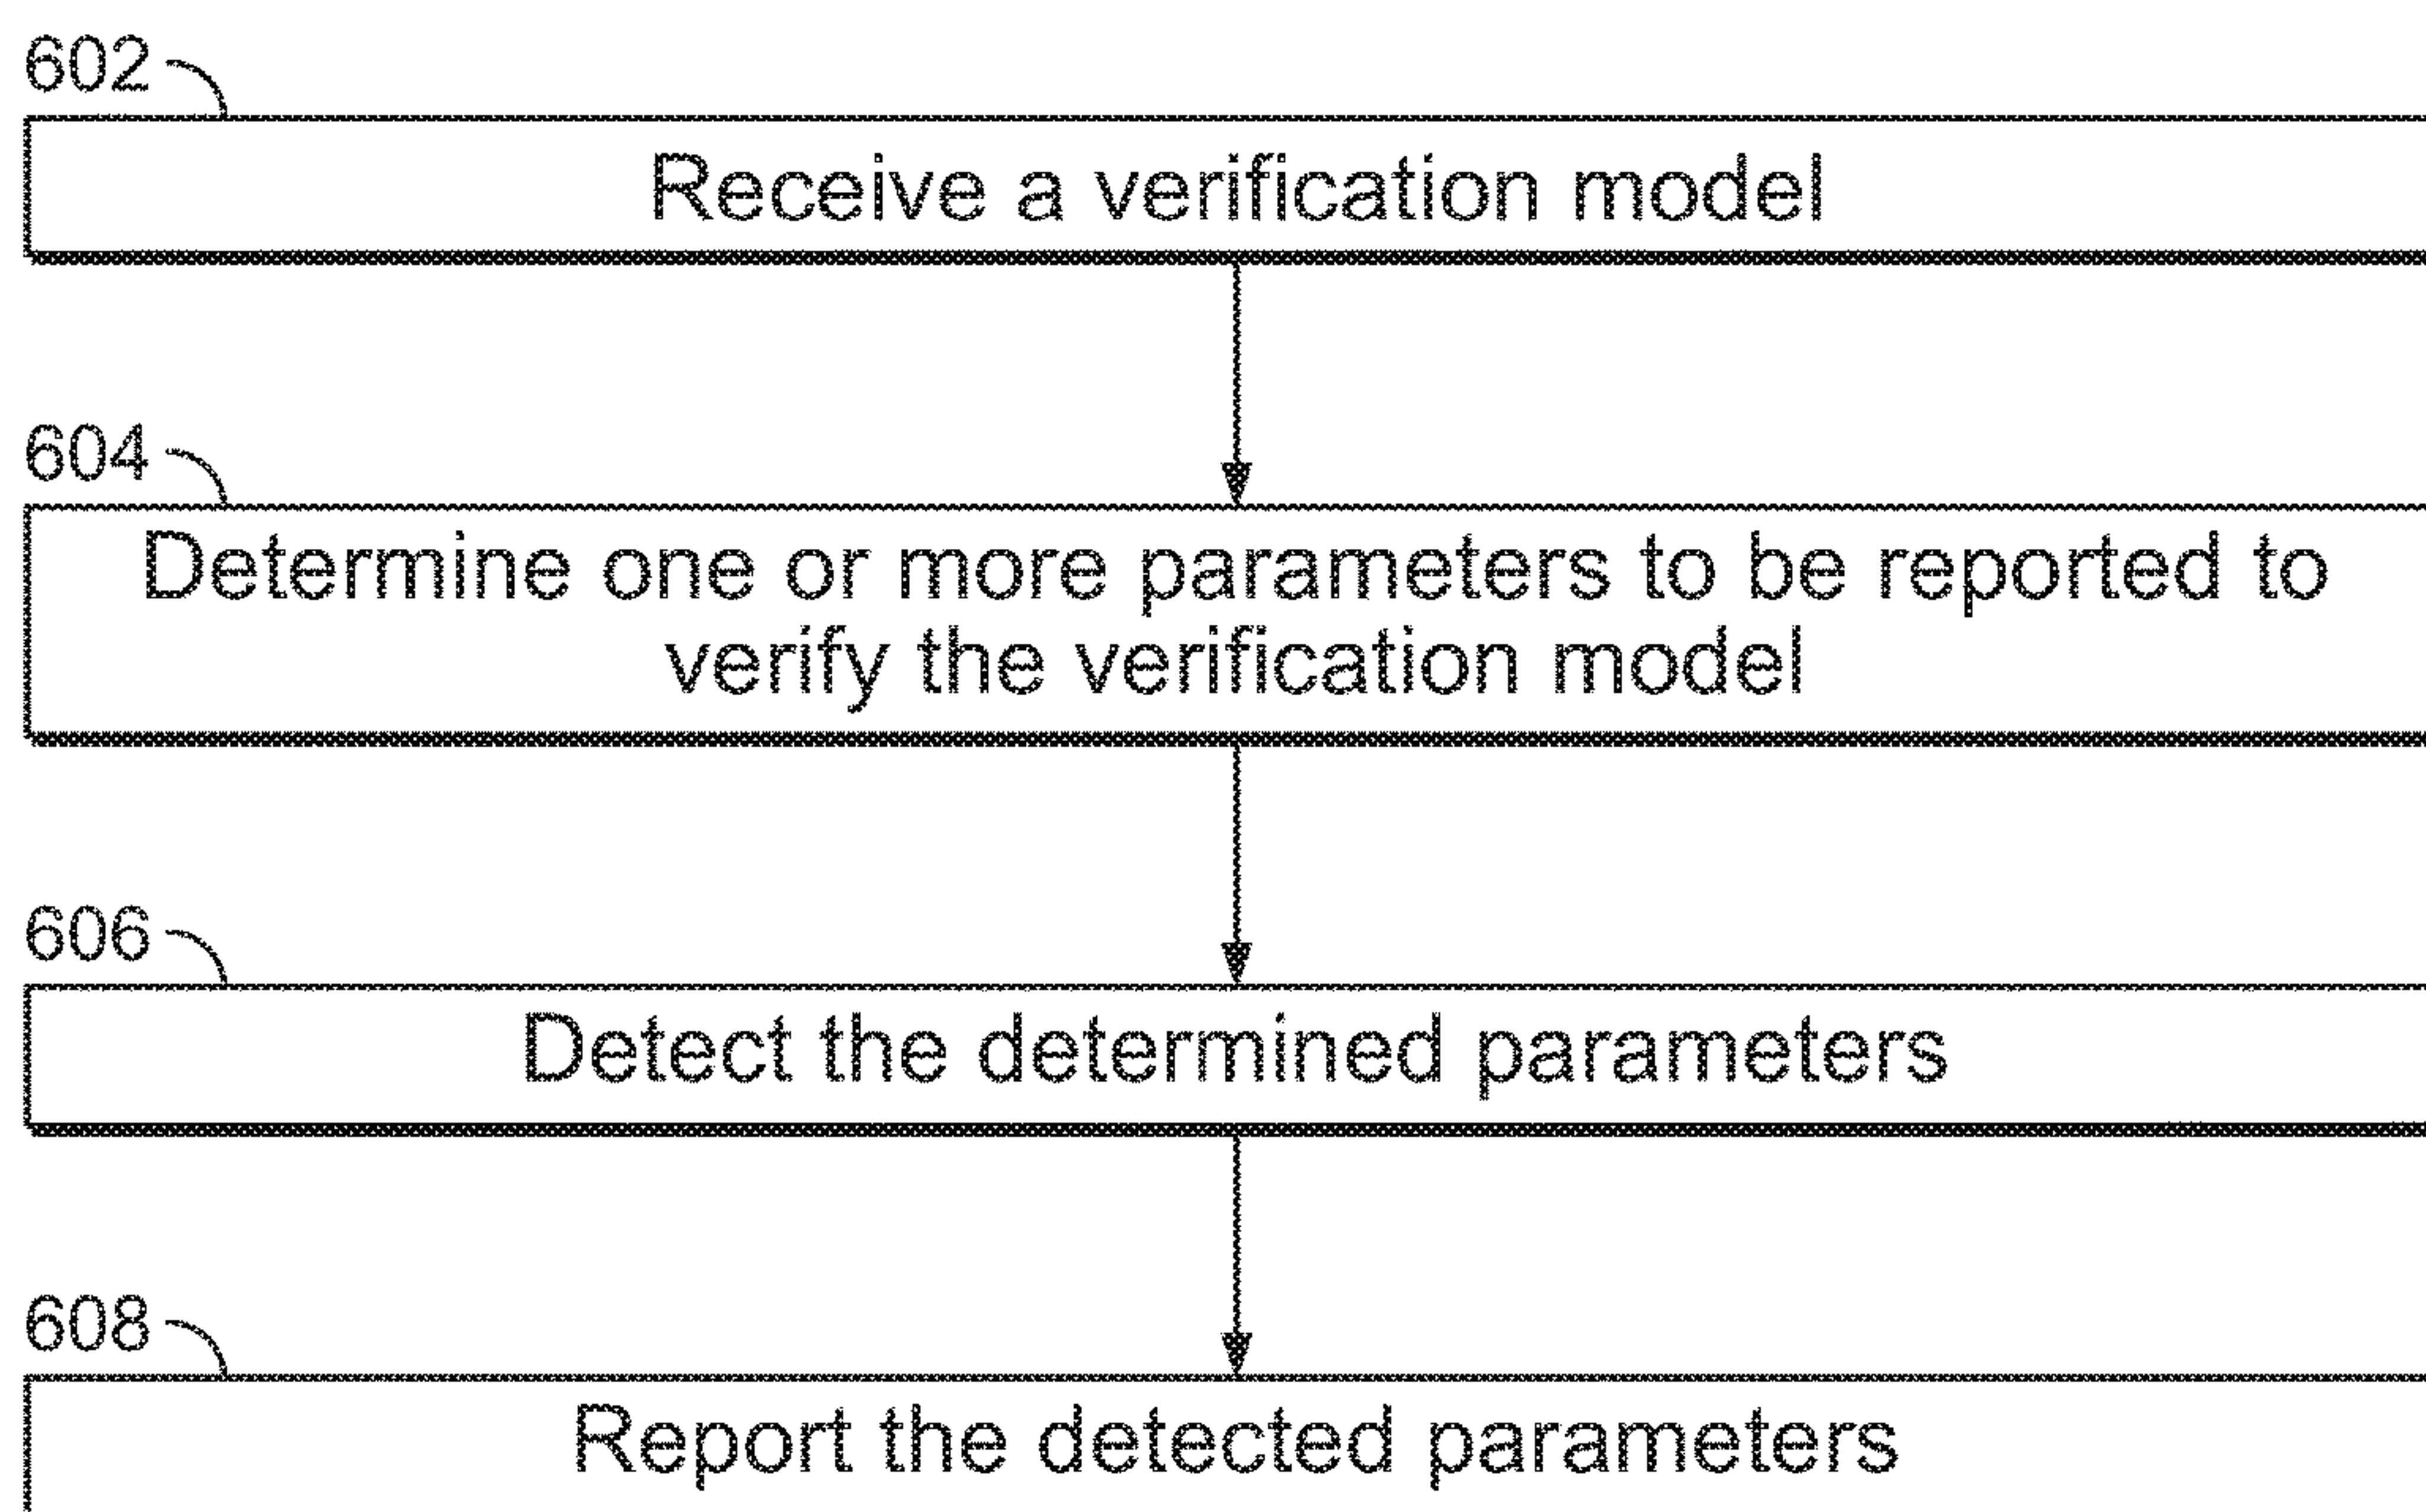 602
Receive a verification model
604
Determine one or more parameters to be reported to
verify the verification model
606
Detect the determined parameters
608
Report the detected parameters